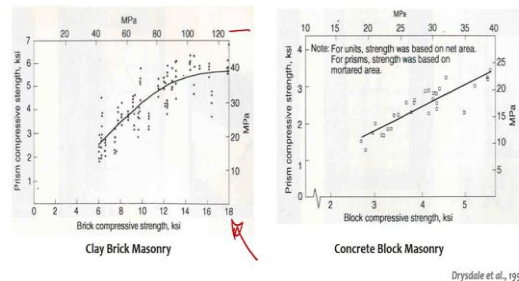 MPa
20 40 60 80 100 120
7
6
5
4
3
2
1
Prism compressive stength, ksi
40
30
20
10
MPa
0 2 4 6 8 10 12 14 16 18
Brick compressive strength, ksi
Clay Brick Masonry
MPa
10 15 20 25 30 35 40
Note: For units, strength was based on net area.
For prisms, strength was based on
mortared area.
4
3
2
1
0
Prism compressive stength, ksi
25
20
15
10
5
MPa
2 3 4 5
Block compressive strength, ksi
Concrete Block Masonry
Drysdale et al., 199